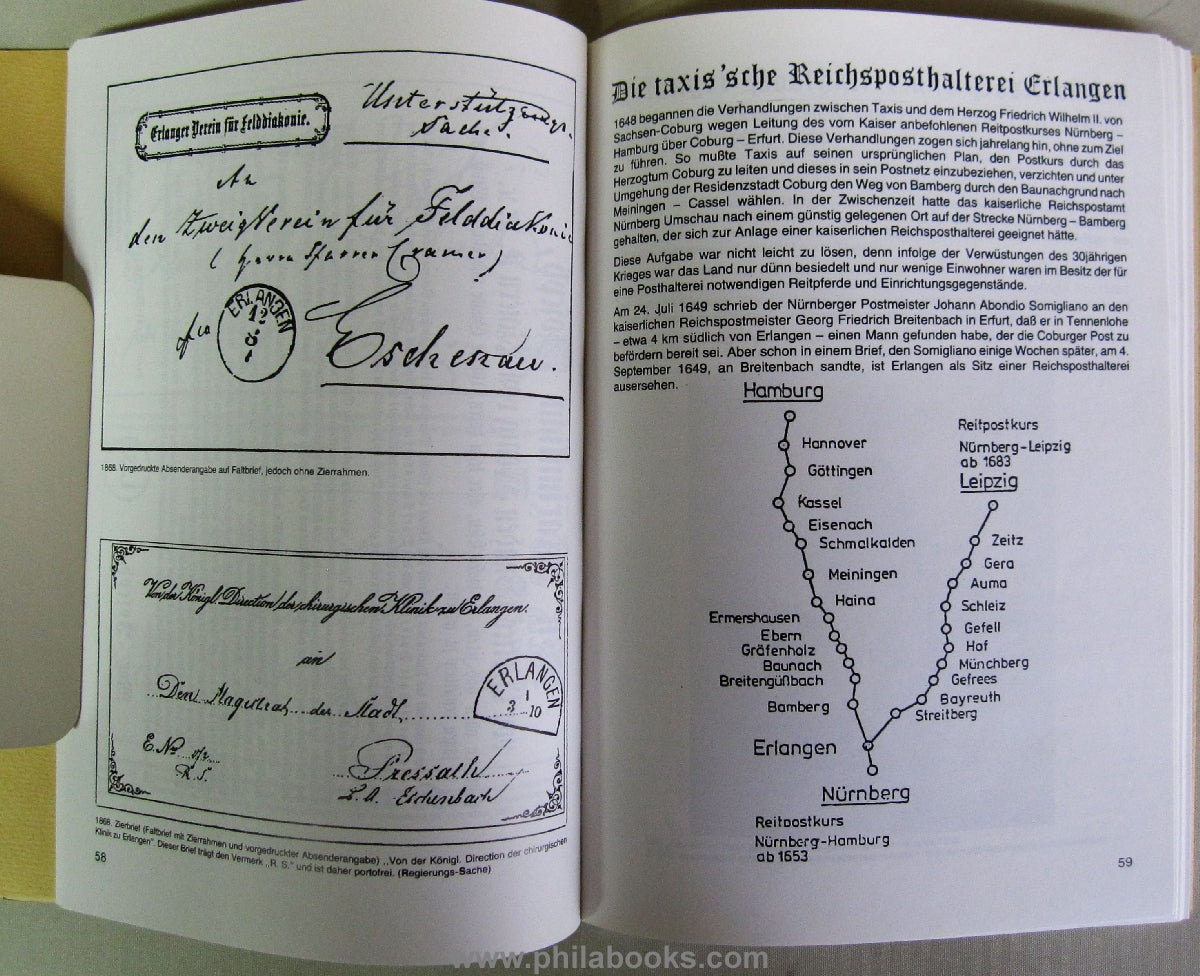 Erlanger Verein für Felddiakonie.
Unterstützungs-
Sache.
An
den Zweigverein für Felddiakonie
( Herrn Pfarrer Cramer)
ERLANGEN
12
Eschenau.
1868. Vorgedruckte Absenderangabe auf Faltbrief, jedoch ohne Zierrahmen.
Von der Königl. Direction der chirurgischen Klinik zu Erlangen.
an
Den Magistrat der Stadt
ERLANGEN
1
3 10
E. No
R. S.
Pressath
L. A. Eschenbach
1868. Zierbrief (Faltbrief mit Zierrahmen und vorgedruckter Absenderangabe) „Von der Königl. Direction der chirurgischen
Klinik zu Erlangen". Dieser Brief trägt den Vermerk „R. S." und ist daher portofrei. (Regierungs-Sache)
58
Die taxis'sche Reichsposthalterei Erlangen
1648 begannen die Verhandlungen zwischen Taxis und dem Herzog Friedrich Wilhelm II. von
Sachsen-Coburg wegen Leitung des vom Kaiser anbefohlenen Reitpostkurses Nürnberg –
Hamburg über Coburg – Erfurt. Diese Verhandlungen zogen sich jahrelang hin, ohne zum Ziel
zu führen. So mußte Taxis auf seinen ursprünglichen Plan, den Postkurs durch das
Herzogtum Coburg zu leiten und dieses in sein Postnetz einzubeziehen, verzichten und unter
Umgehung der Residenzstadt Coburg den Weg von Bamberg durch den Baunachgrund nach
Meiningen – Cassel wählen. In der Zwischenzeit hatte das kaiserliche Reichspostamt
Nürnberg Umschau nach einem günstig gelegenen Ort auf der Strecke Nürnberg – Bamberg
gehalten, der sich zur Anlage einer kaiserlichen Reichsposthalterei geeignet hätte.
Diese Aufgabe war nicht leicht zu lösen, denn infolge der Verwüstungen des 30jährigen
Krieges war das Land nur dünn besiedelt und nur wenige Einwohner waren im Besitz der für
eine Posthalterei notwendigen Reitpferde und Einrichtungsgegenstände.
Am 24. Juli 1649 schrieb der Nürnberger Postmeister Johann Abondio Somigliano an den
kaiserlichen Reichspostmeister Georg Friedrich Breitenbach in Erfurt, daß er in Tennenlohe
– etwa 4 km südlich von Erlangen – einen Mann gefunden habe, der die Coburger Post zu
befördern bereit sei. Aber schon in einem Brief, den Somigliano einige Wochen später, am 4.
September 1649, an Breitenbach sandte, ist Erlangen als Sitz einer Reichsposthalterei
ausersehen.
Hamburg
Hannover
Göttingen
Kassel
Eisenach
Schmalkalden
Meiningen
Haina
Ermershausen
Ebern
Gräfenholz
Baunach
Breitengüßbach
Bamberg
Erlangen
Nürnberg
Reitpostkurs
Nürnberg-Hamburg
ab 1653
Reitpostkurs
Nürnberg-Leipzig
ab 1683
Leipzig
Zeitz
Gera
Auma
Schleiz
Gefell
Hof
Münchberg
Gefrees
Bayreuth
Streitberg
59
www.philabooks.com